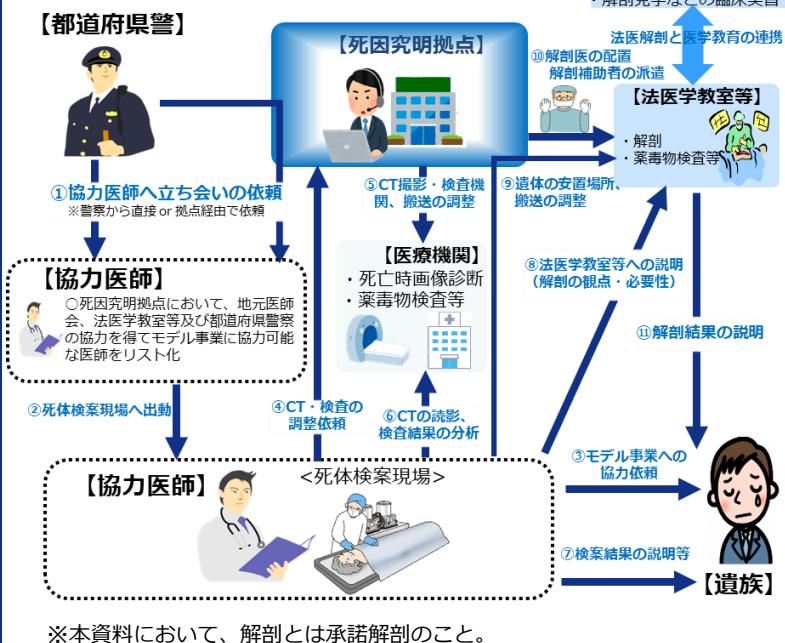 ・解剖見学などの臨床実習
【都道府県警】
【死因究明拠点】
法医解剖と医学教育の連携
⑩解剖医の配置
解剖補助者の派遣
【法医学教室等】
・解剖
・薬毒物検査等
①協力医師へ立ち会いの依頼
※警察から直接 or 拠点経由で依頼
⑤CT撮影・検査機
関、搬送の調整
⑨遺体の安置場所、
搬送の調整
【医療機関】
・死亡時画像診断
・薬毒物検査等
【協力医師】
○死因究明拠点において、地元医師
会、法医学教室等及び都道府県警察
の協力を得てモデル事業に協力可能
な医師をリスト化
⑧法医学教室等への説明
（解剖の観点・必要性）
⑪解剖結果の説明
②死体検案現場へ出動
④CT・検査の
調整依頼
⑥CTの読影、
検査結果の分析
③モデル事業への
協力依頼
【協力医師】
<死体検案現場>
⑦検案結果の説明等
【遺族】
※本資料において、解剖とは承諾解剖のこと。